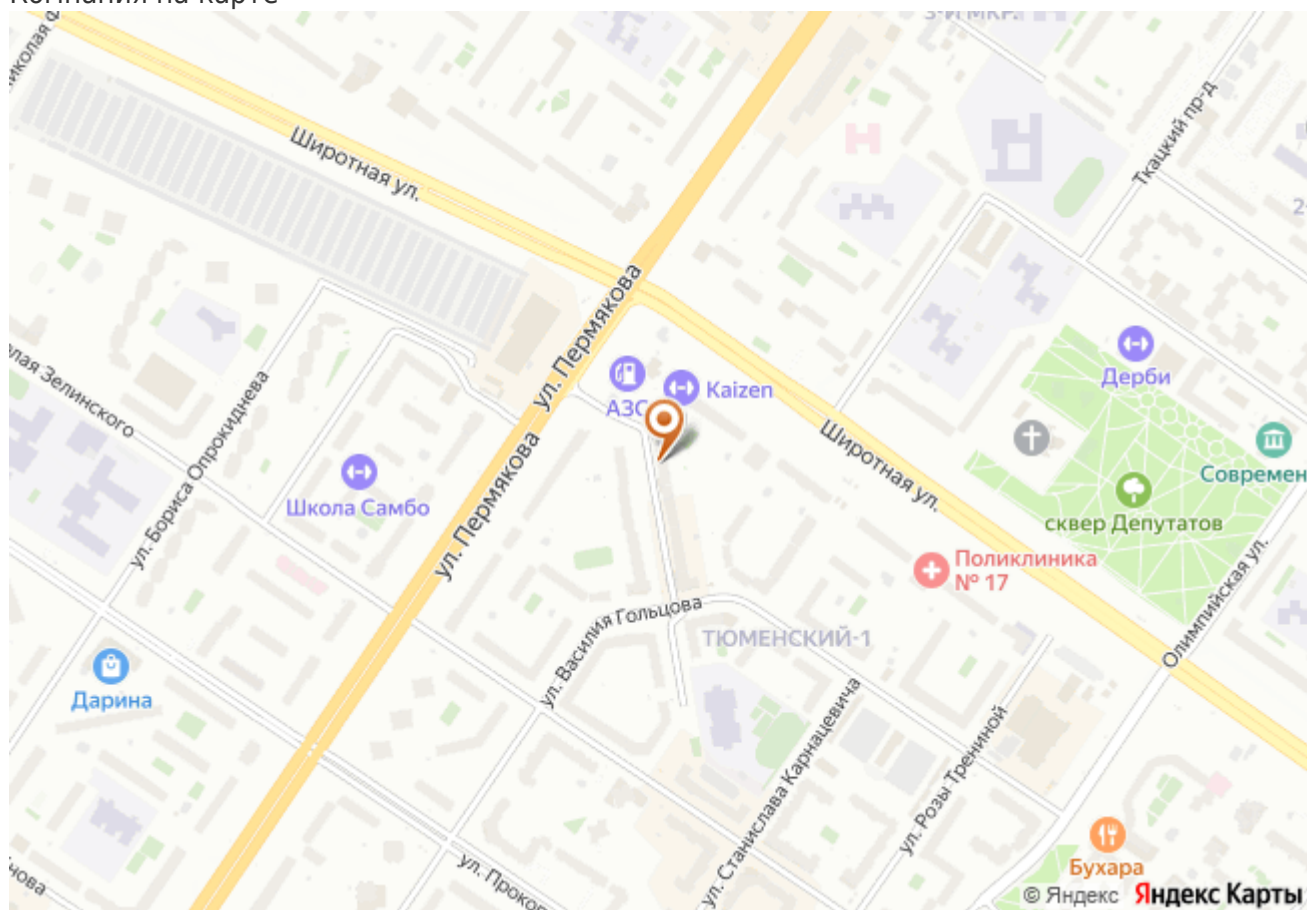 Компания на карте
3-Й МКР.
Ткацкий пр-д
Широтная ул.
ул. Пермякова
АЗС
Kaizen
Дерби
Современ
сквер Депутатов
ул. Бориса Опрокиднева
Зелинского
Школа Самбо
ул. Пермякова
Широтная ул.
Поликлиника
№ 17
Олимпийская ул.
ул. Василия Гольцова
ТЮМЕНСКИЙ-1
Дарина
ул. Станислава Карнацевича
ул. Розы Трениной
ул. Проко
Бухара
© Яндекс Яндекс Карты